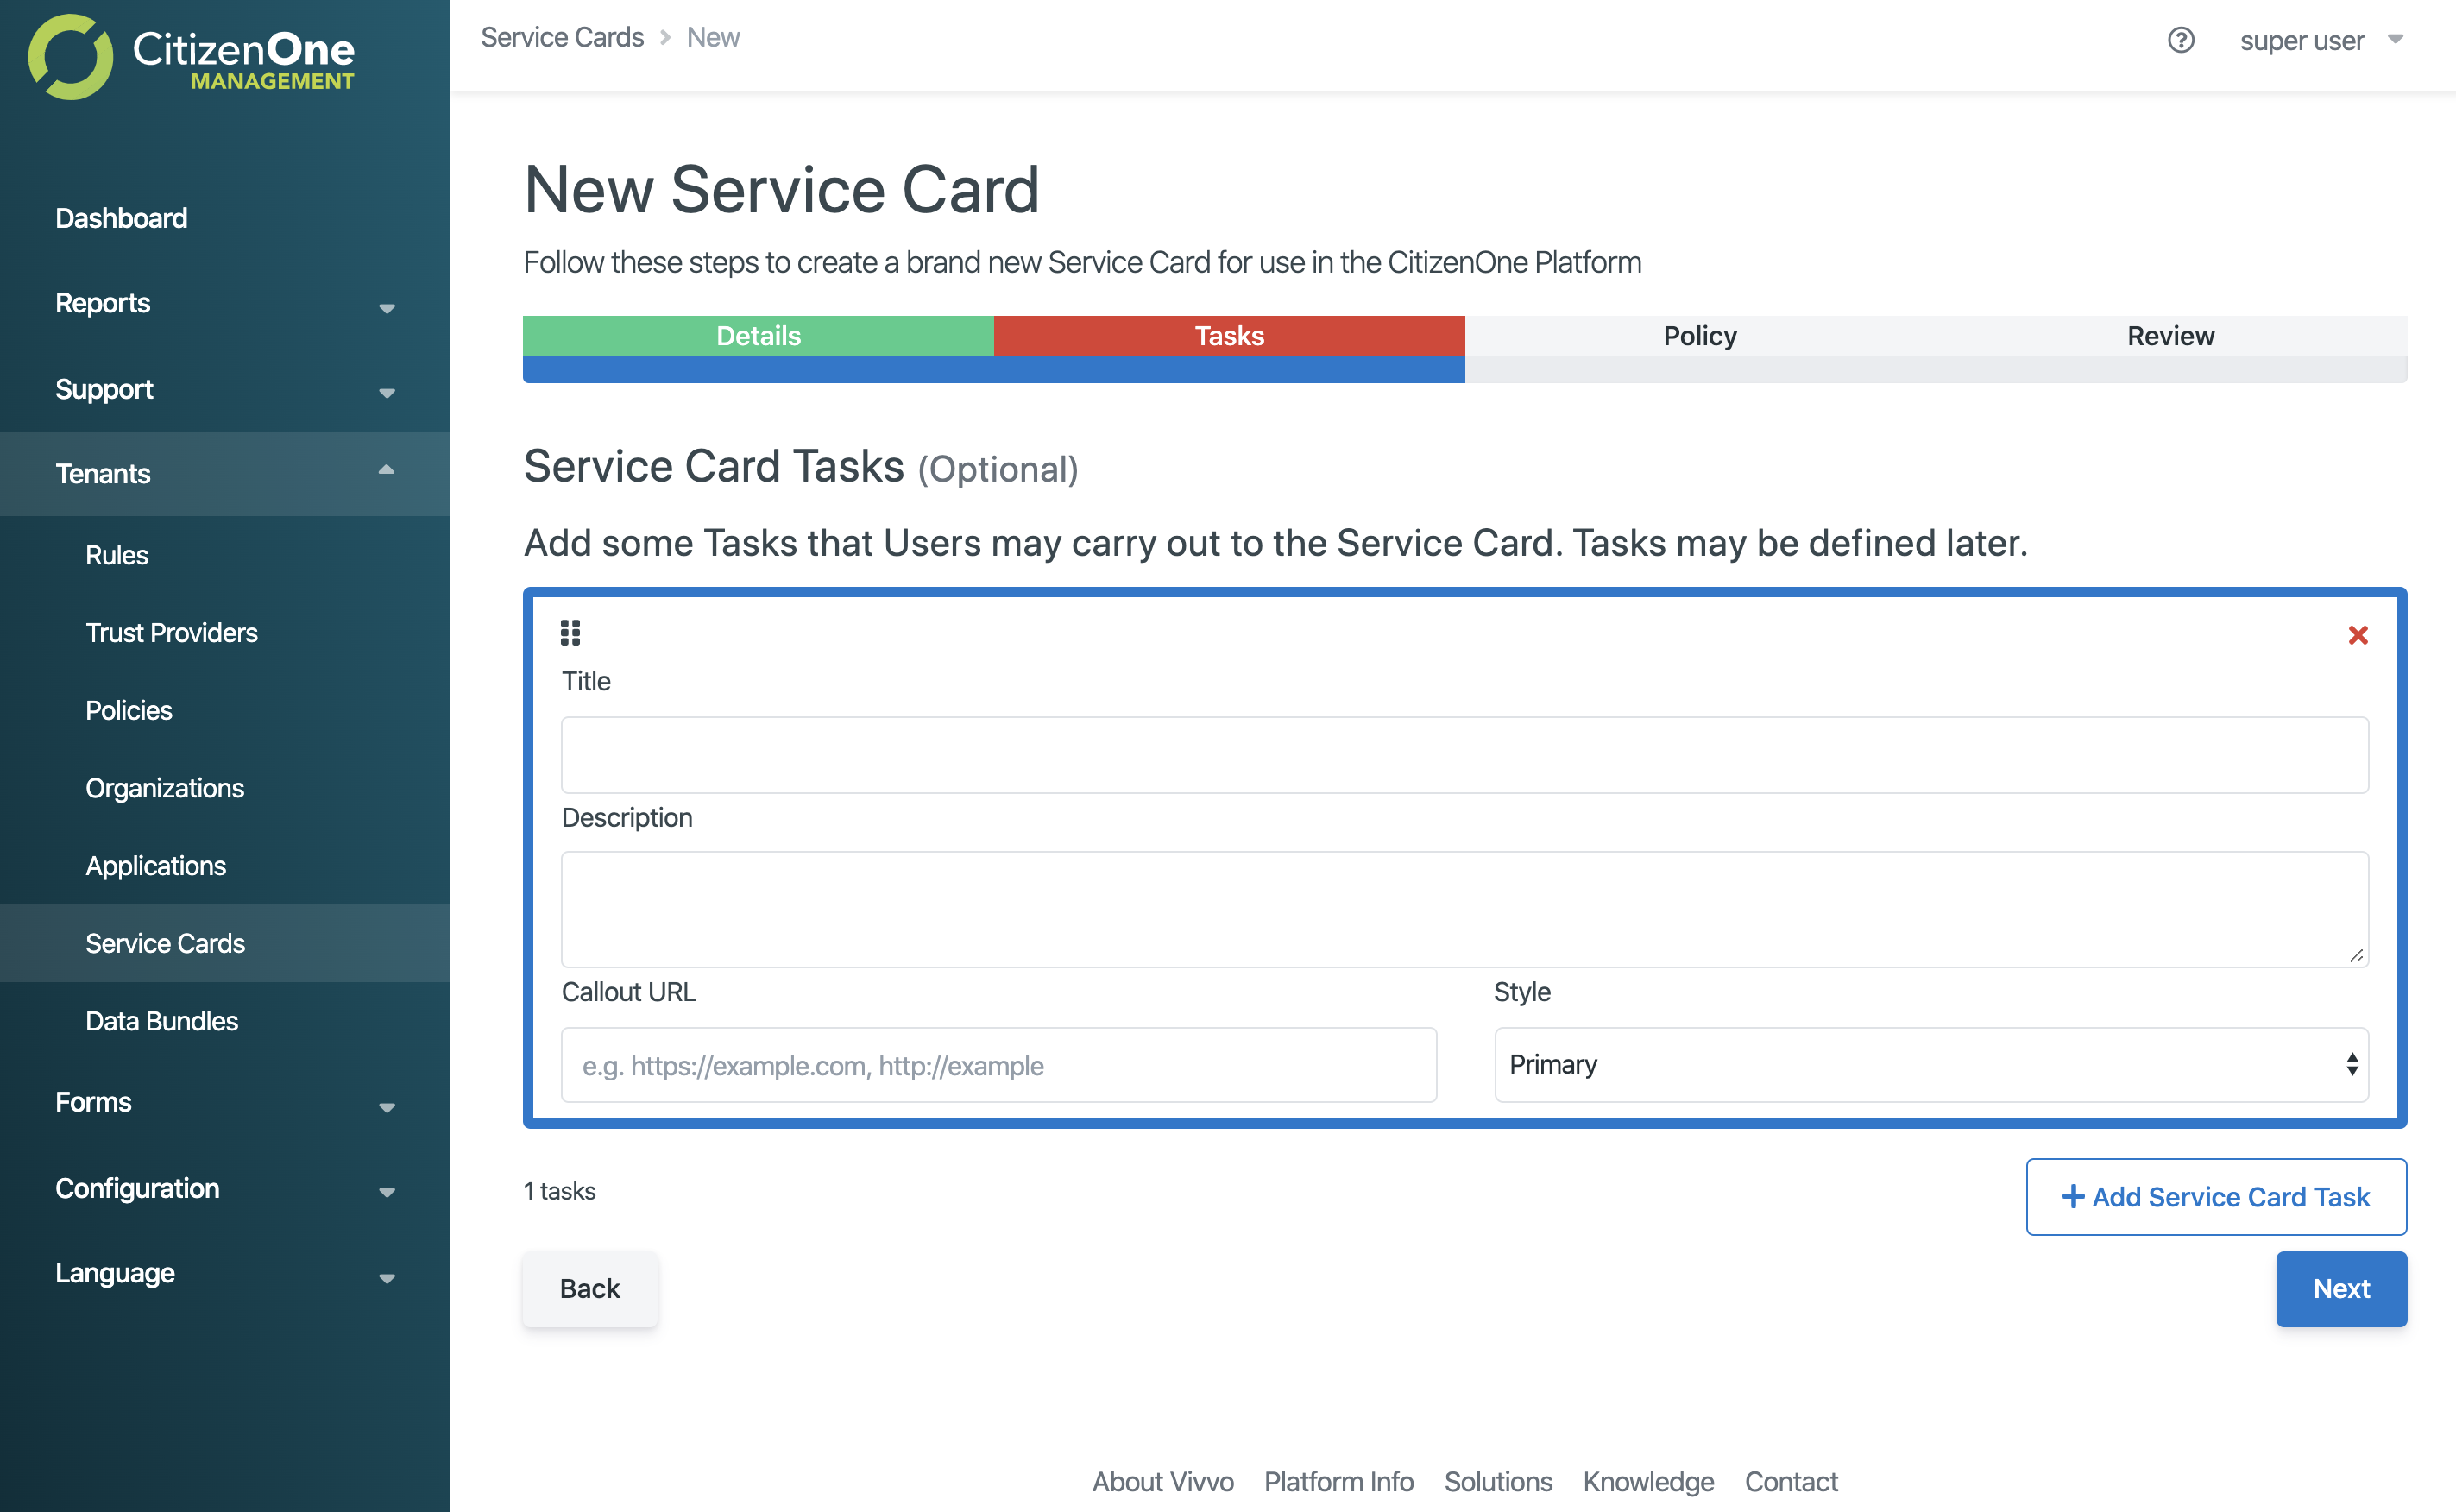 CitizenOne
MANAGEMENT
Dashboard
Reports
Support
Tenants
Rules
Trust Providers
Policies
Organizations
Applications
Service Cards
Data Bundles
Forms
Configuration
Language
Service Cards > New
super user
New Service Card
Follow these steps to create a brand new Service Card for use in the CitizenOne Platform
Details Tasks Policy Review
Service Card Tasks (Optional)
Add some Tasks that Users may carry out to the Service Card. Tasks may be defined later.
Title
Description
Callout URL Style
e.g. https://example.com, http://example Primary
1 tasks
+ Add Service Card Task
Back Next
About Vivvo Platform Info Solutions Knowledge Contact